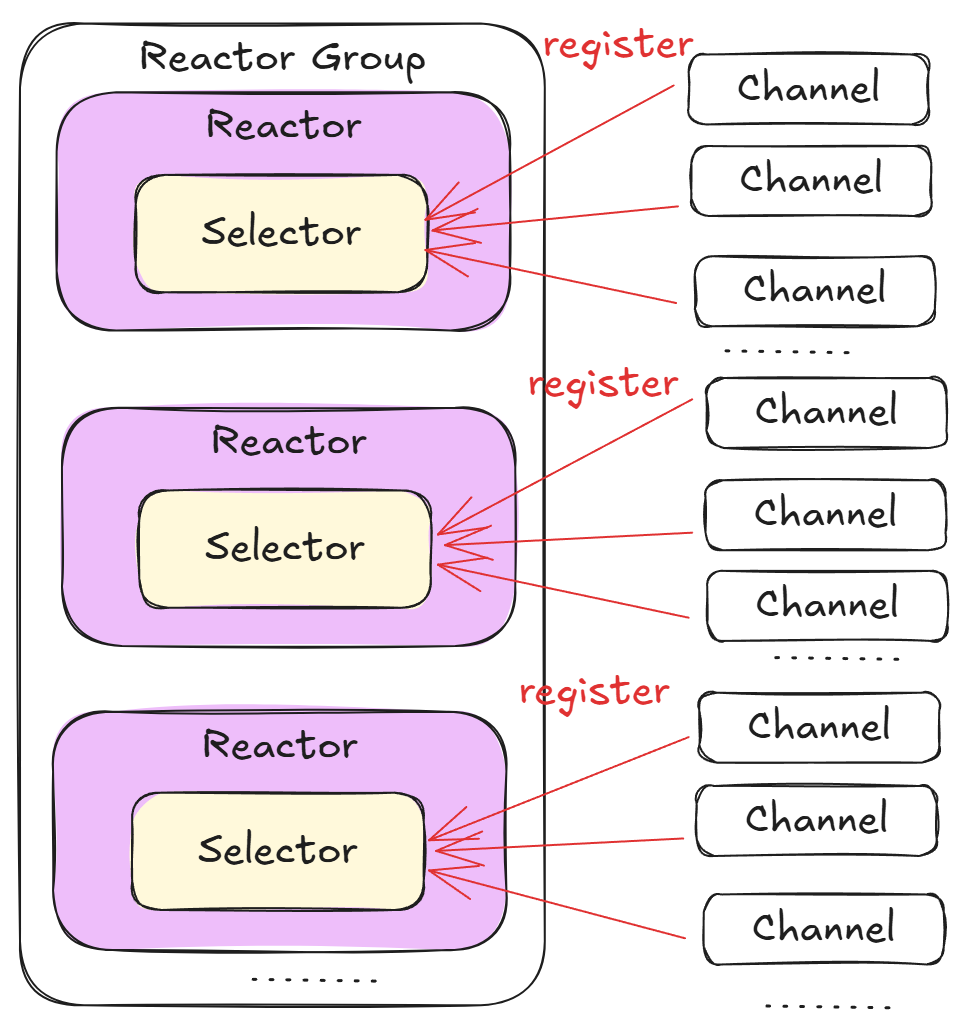 Reactor Group
register
Channel
Reactor
Channel
Selector
Channel
........
register
Channel
Reactor
Channel
Selector
Channel
........
register
Channel
Reactor
Channel
Selector
Channel
........
........